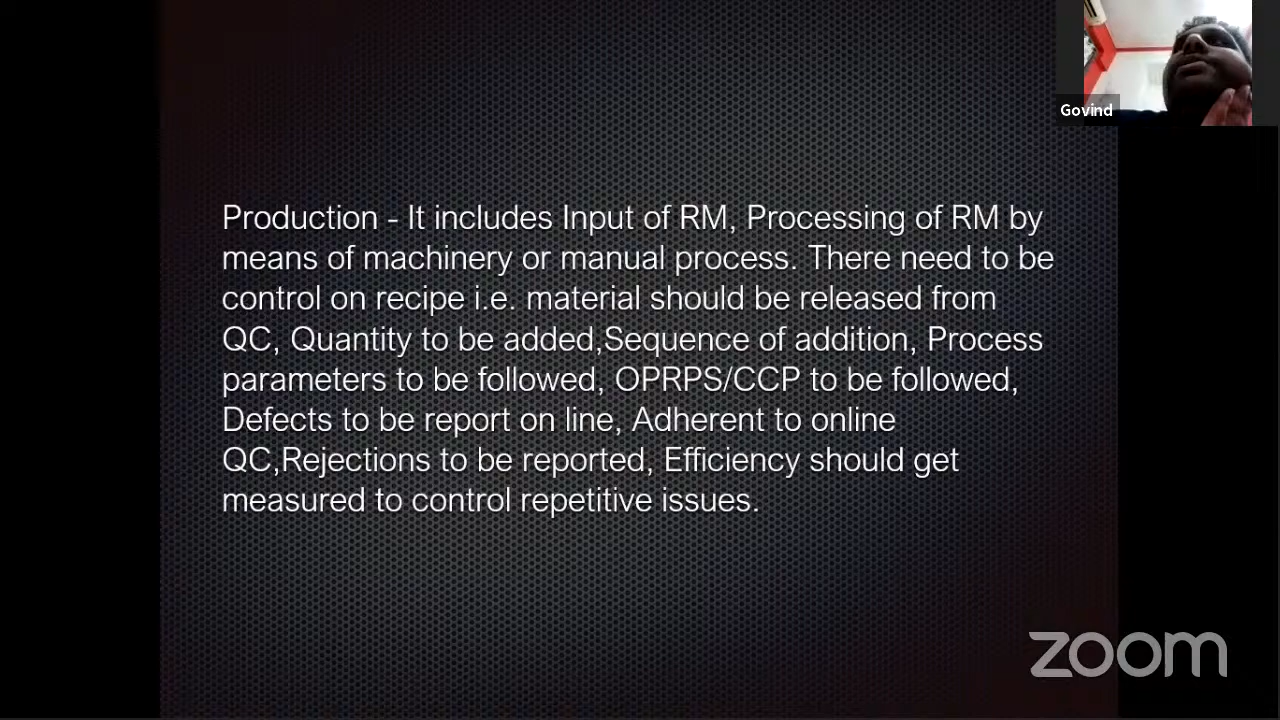 Govind
Production - It includes Input of RM, Processing of RM by
means of machinery or manual process. There need to be
control on recipe i.e. material should be released from
QC, Quantity to be added,Sequence of addition, Process
parameters to be followed, OPRPS/CCP to be followed,
Defects to be report on line, Adherent to online
QC,Rejections to be reported, Efficiency should get
measured to control repetitive issues.
zoom